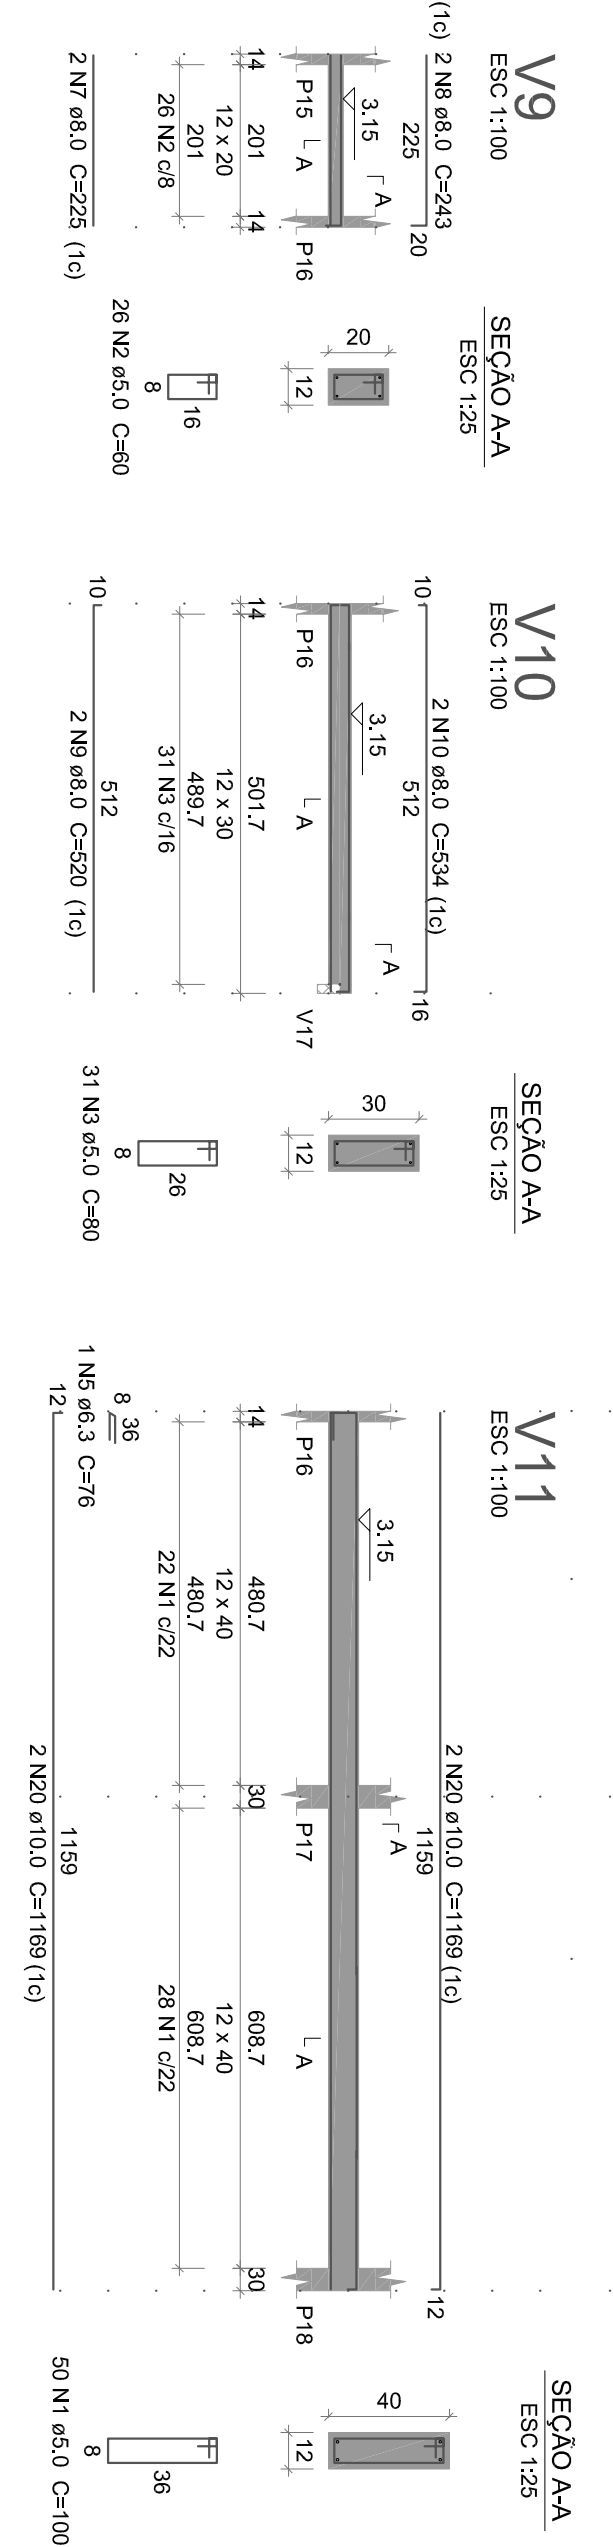 V9
ESC 1:100
(1c) 2 N8 ø8.0 C=243
225
20
3.15
A
A
P15
P16
14
201
14
12 x 20
201
26 N2 c/8
2 N7 ø8.0 C=225 (1c)
SEÇÃO A-A
ESC 1:25
20
12
16
8
26 N2 ø5.0 C=60
V10
ESC 1:100
2 N10 ø8.0 C=534 (1c)
10
512
16
3.15
A
A
P16
V17
14
501.7
12 x 30
489.7
31 N3 c/16
10
512
2 N9 ø8.0 C=520 (1c)
SEÇÃO A-A
ESC 1:25
30
12
26
8
31 N3 ø5.0 C=80
V11
ESC 1:100
2 N20 ø10.0 C=1169 (1c)
1159
12
3.15
A
A
P16
P17
P18
14
480.7
30
608.7
30
12 x 40
12 x 40
480.7
608.7
22 N1 c/22
28 N1 c/22
36
8
1 N5 ø6.3 C=76
12
1159
2 N20 ø10.0 C=1169 (1c)
SEÇÃO A-A
ESC 1:25
40
12
36
8
50 N1 ø5.0 C=100